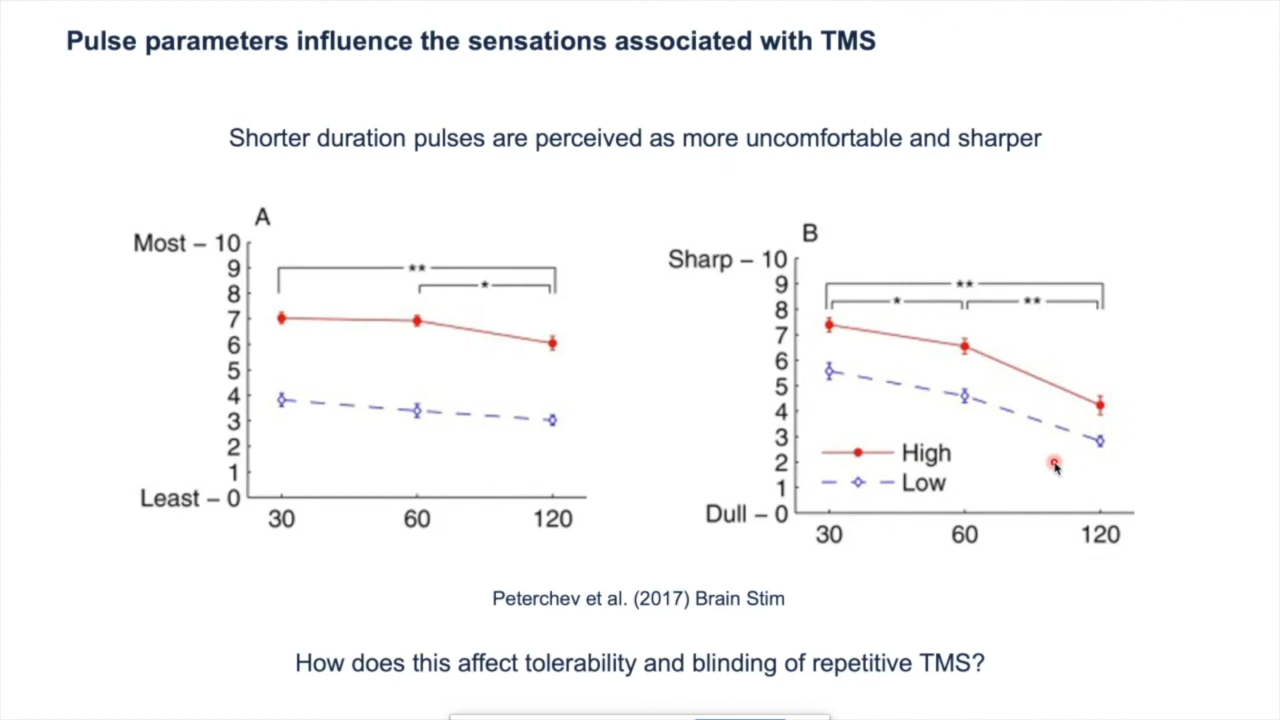 Pulse parameters influence the sensations associated with TMS
Shorter duration pulses are perceived as more uncomfortable and sharper
A
Most – 10
9
8
7
6
5
4
3
2
1
Least – 0
**
*
30 60 120
B
Sharp – 10
9
8
7
6
5
4
3
2
1
Dull – 0
**
* **
High
Low
30 60 120
Peterchev et al. (2017) Brain Stim
How does this affect tolerability and blinding of repetitive TMS?